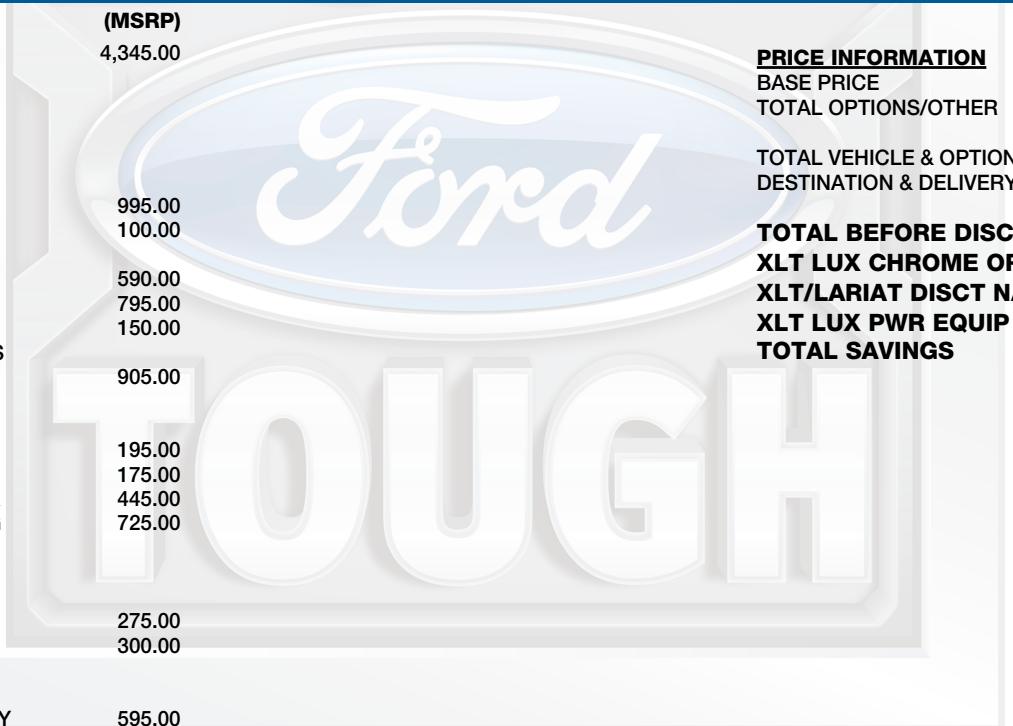 (MSRP)
4,345.00
995.00
100.00
590.00
795.00
150.00
S
905.00
195.00
175.00
445.00
725.00
275.00
300.00
Y 595.00
PRICE INFORMATION
BASE PRICE
TOTAL OPTIONS/OTHER
TOTAL VEHICLE & OPTION
DESTINATION & DELIVERY
TOTAL BEFORE DISC
XLT LUX CHROME OP
XLT/LARIAT DISCT NA
XLT LUX PWR EQUIP
TOTAL SAVINGS
Ford
TOUGH